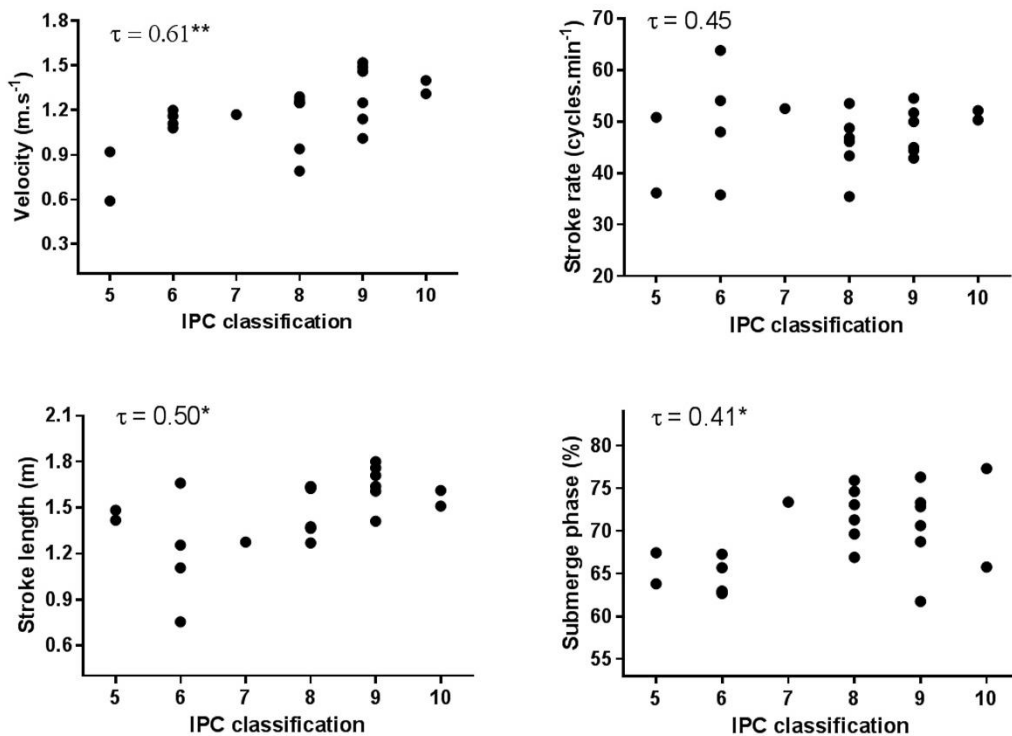 τ = 0.61**
Velocity (m.s⁻¹)
1.8
1.5
1.2
0.9
0.6
0.3
5 6 7 8 9 10
IPC classification
τ = 0.45
Stroke rate (cycles.min⁻¹)
70
60
50
40
30
20
5 6 7 8 9 10
IPC classification
τ = 0.50*
Stroke length (m)
2.1
1.8
1.5
1.2
0.9
0.6
5 6 7 8 9 10
IPC classification
τ = 0.41*
Submerge phase (%)
80
75
70
65
60
55
5 6 7 8 9 10
IPC classification